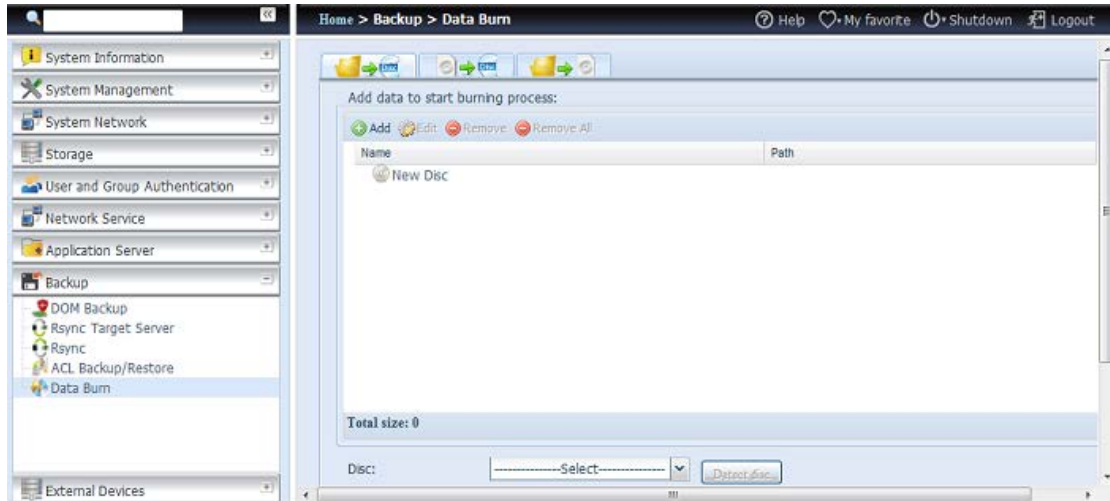 Home > Backup > Data Burn
Help My favorite Shutdown Logout
System Information
System Management
System Network
Storage
User and Group Authentication
Network Service
Application Server
Backup
DOM Backup
Rsync Target Server
Rsync
ACL Backup/Restore
Data Burn
External Devices
Add data to start burning process:
Add Edit Remove Remove All
Name Path
New Disc
Total size: 0
Disc: --------------Select-------------- Detect disc